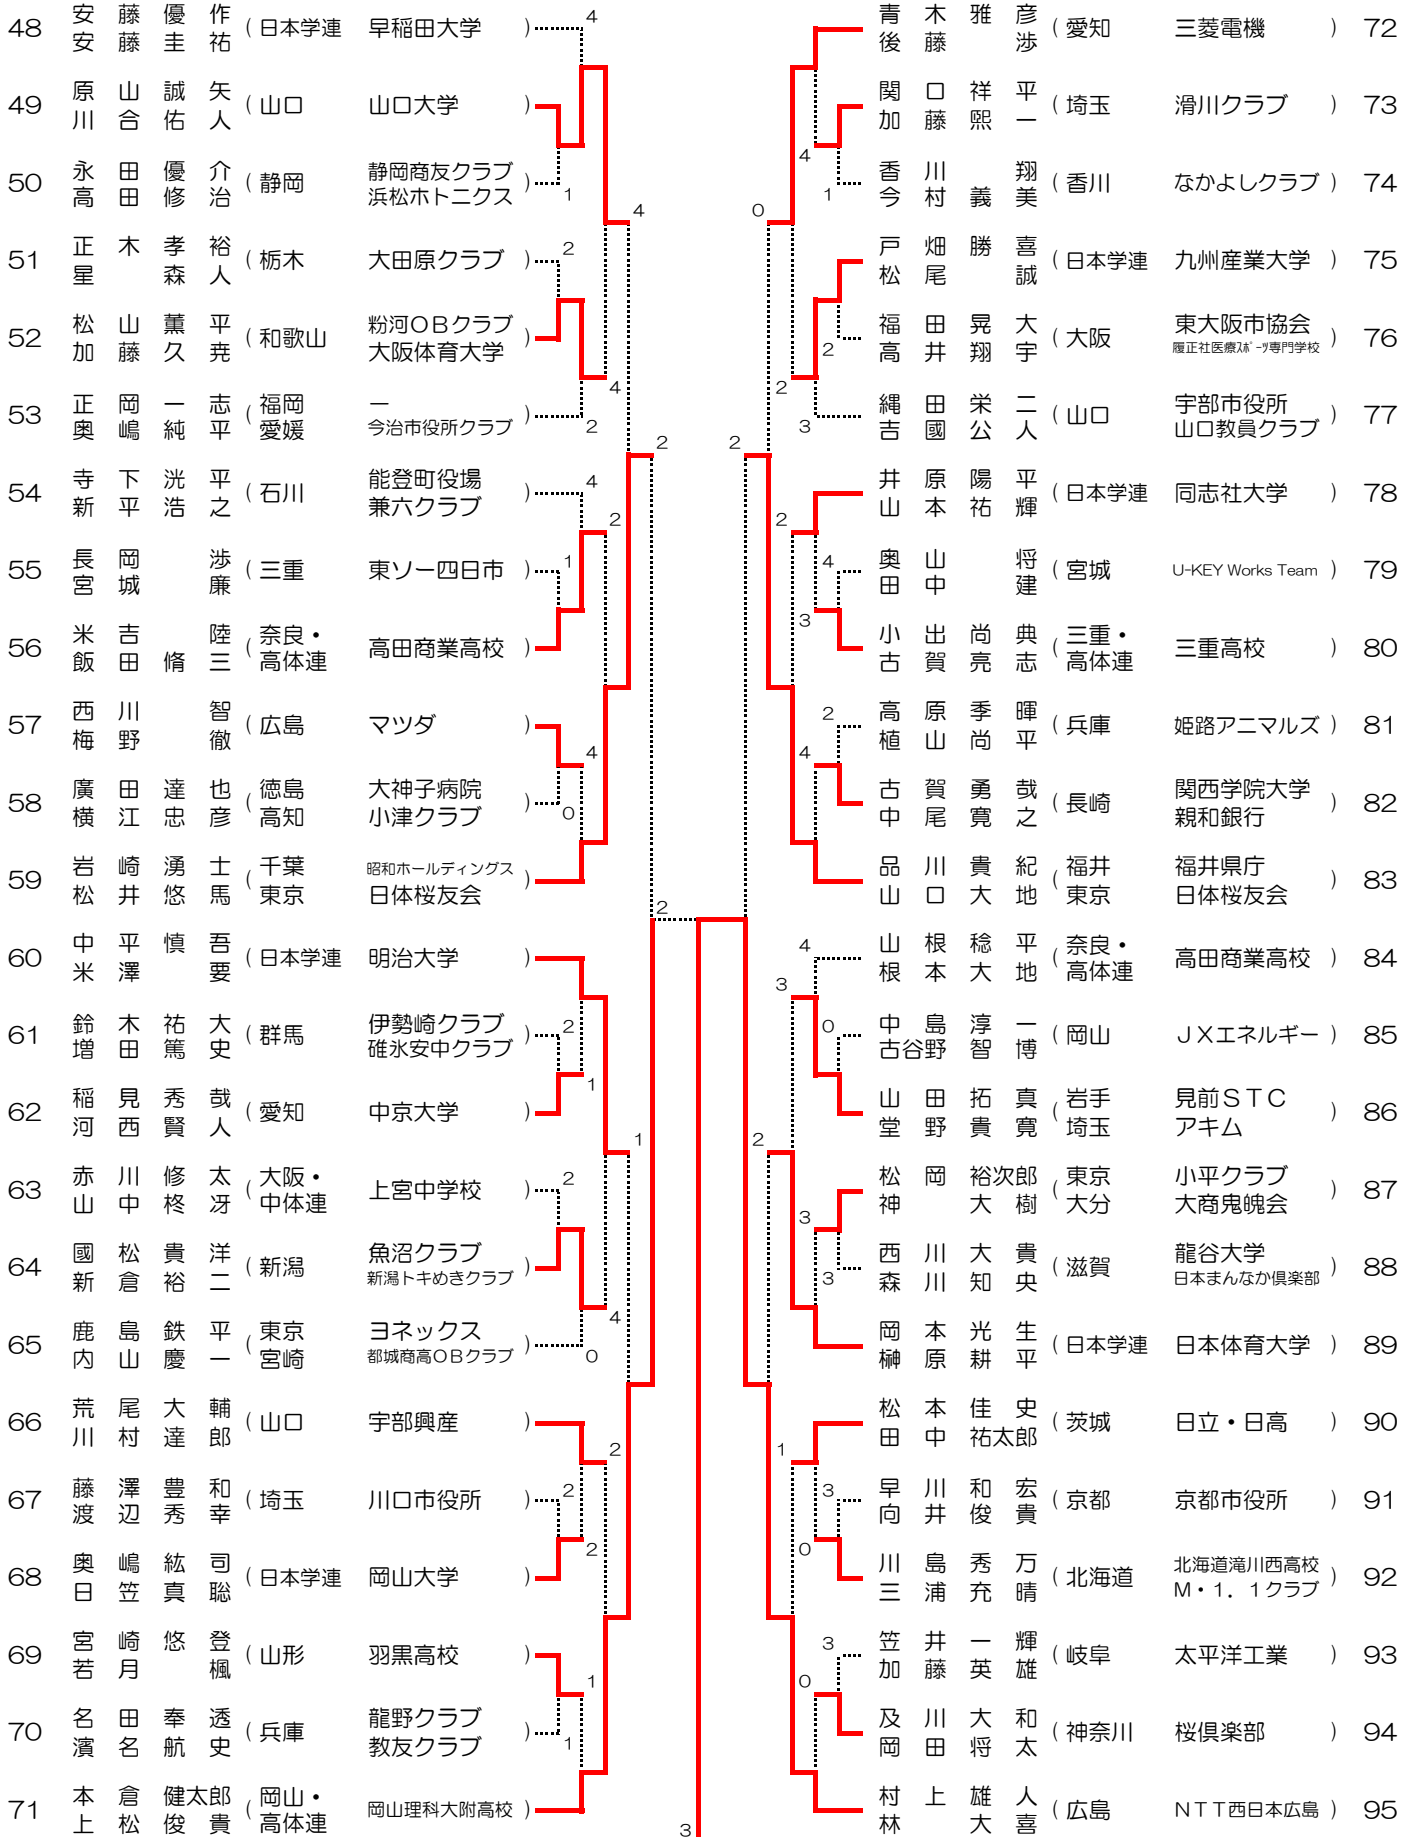 48 安藤優作 安藤圭祐 (日本学連 早稲田大学) 4
49 原山誠矢 川合佑人 (山口 山口大学)
50 永田優介 高田修治 (静岡 静岡商友クラブ 浜松ホトニクス) 1
4
51 正木孝裕 星森人 (栃木 大田原クラブ) 2
52 松山薫平 加藤久尭 (和歌山 粉河OBクラブ 大阪体育大学)
4
53 正岡一志 奥嶋純平 (福岡 愛媛 ー 今治市役所クラブ) 2
2
54 寺下洸平 新平浩之 (石川 能登町役場 兼六クラブ) 4
2
55 長岡渉 宮城廉 (三重 東ソー四日市) 1
56 米吉陸 飯田脩三 (奈良・高体連 高田商業高校)
57 西川智 梅野徹 (広島 マツダ)
4
58 廣田達也 横江忠彦 (徳島 高知 大神子病院 小津クラブ) 0
59 岩崎湧士 松井悠馬 (千葉 東京 昭和ホールディングス 日体桜友会)
2
60 中平慎吾 米澤要 (日本学連 明治大学)
61 鈴木祐大 増田篤史 (群馬 伊勢崎クラブ 碓氷安中クラブ) 2
1
62 稲見秀哉 河西賢人 (愛知 中京大学)
1
63 赤川修太 山中柊冴 (大阪・中体連 上宮中学校) 2
64 國松貴洋 新倉裕二 (新潟 魚沼クラブ 新潟トキめきクラブ)
4
65 鹿島鉄平 内山慶一 (東京 宮崎 ヨネックス 都城商高OBクラブ) 0
66 荒尾大輔 川村達郎 (山口 宇部興産)
2
67 藤澤豊和 渡辺秀幸 (埼玉 川口市役所) 2
2
68 奥嶋紘司 日笠真聡 (日本学連 岡山大学)
69 宮崎悠登 若月楓 (山形 羽黒高校)
1
70 名田奉透 濱名航史 (兵庫 龍野クラブ 教友クラブ) 1
71 本倉健太郎 上松俊貴 (岡山・高体連 岡山理科大附高校)
3
青木雅彦 後藤渉 (愛知 三菱電機) 72
関口祥平 加藤熙一 (埼玉 滑川クラブ) 73
4
1 香川翔 今村義美 (香川 なかよしクラブ) 74
0
戸畑勝喜 松尾誠 (日本学連 九州産業大学) 75
2 福田晃大 高井翔宇 (大阪 東大阪市協会 履正社医療スポーツ専門学校) 76
2
3 縄田栄二 吉國公人 (山口 宇部市役所 山口教員クラブ) 77
2
井原陽平 山本祐輝 (日本学連 同志社大学) 78
2
4 奥山将 田中建 (宮城 U-KEY Works Team) 79
3
小出尚典 古賀亮志 (三重・高体連 三重高校) 80
2 高原季暉 植山尚平 (兵庫 姫路アニマルズ) 81
4
古賀勇哉 中尾寛之 (長崎 関西学院大学 親和銀行) 82
品川貴紀 山口大地 (福井 東京 福井県庁 日体桜友会) 83
4 山根稔平 根本大地 (奈良・高体連 高田商業高校) 84
3
0 中島淳一 古谷野智博 (岡山 JXエネルギー) 85
山田拓真 堂野貴寛 (岩手 埼玉 見前STC アキム) 86
2
松岡裕次郎 神大樹 (東京 大分 小平クラブ 大商鬼魄会) 87
3
3 西川大貴 森川知央 (滋賀 龍谷大学 日本まんなか倶楽部) 88
岡本光生 榊原耕平 (日本学連 日本体育大学) 89
松本佳史 田中祐太郎 (茨城 日立・日高) 90
1
3 早川和宏 向井俊貴 (京都 京都市役所) 91
0
川島秀万 三浦充晴 (北海道 北海道滝川西高校 M・1.1クラブ) 92
3 笠井一輝 加藤英雄 (岐阜 太平洋工業) 93
0
及川大和 岡田将太 (神奈川 桜倶楽部) 94
村上雄人 林大喜 (広島 NTT西日本広島) 95